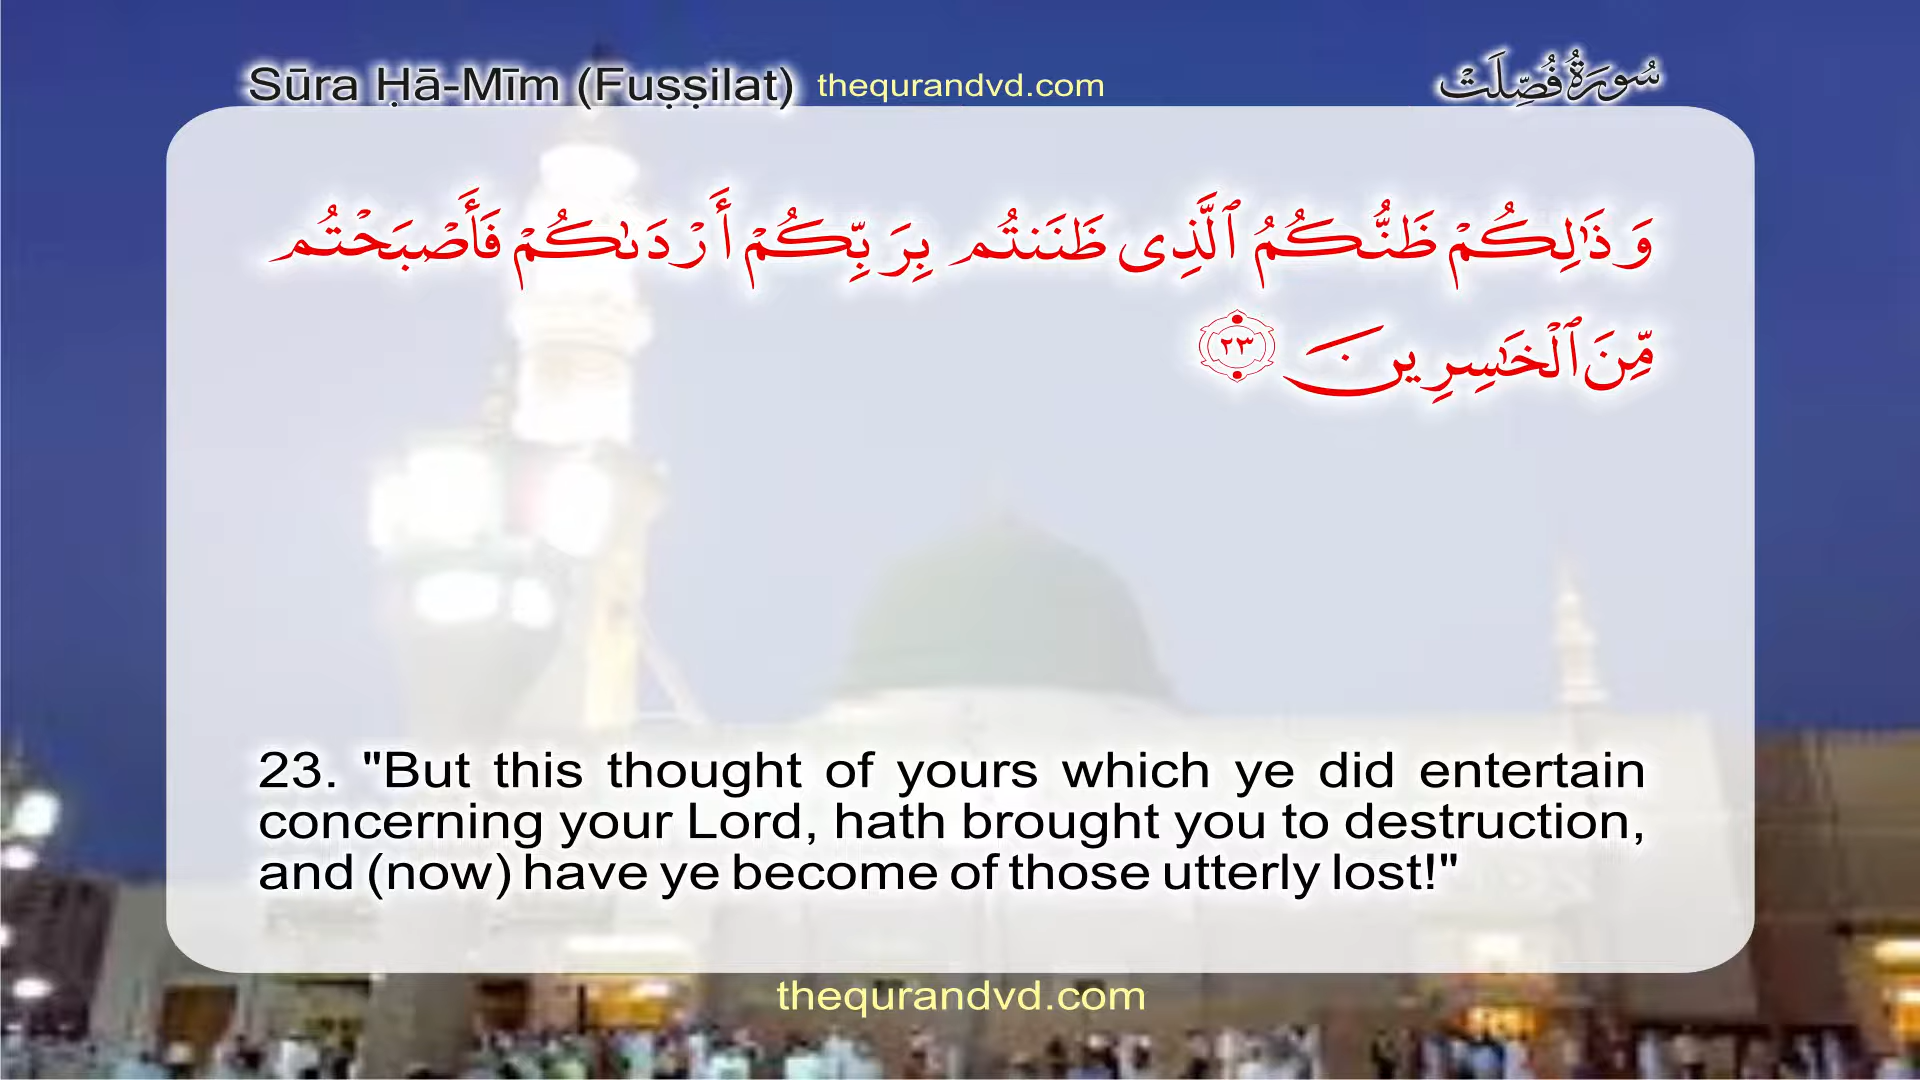 Sūra Ḥā-Mīm (Fuṣṣilat) thequrandvd.com سُورَةُ فُصِّلَتْ
وَذَٰلِكُمْ ظَنُّكُمُ ٱلَّذِى ظَنَنتُم بِرَبِّكُمْ أَرْدَىٰكُمْ فَأَصْبَحْتُم
مِّنَ ٱلْخَـٰسِرِينَ ٢٣
23. "But this thought of yours which ye did entertain
concerning your Lord, hath brought you to destruction,
and (now) have ye become of those utterly lost!"
thequrandvd.com